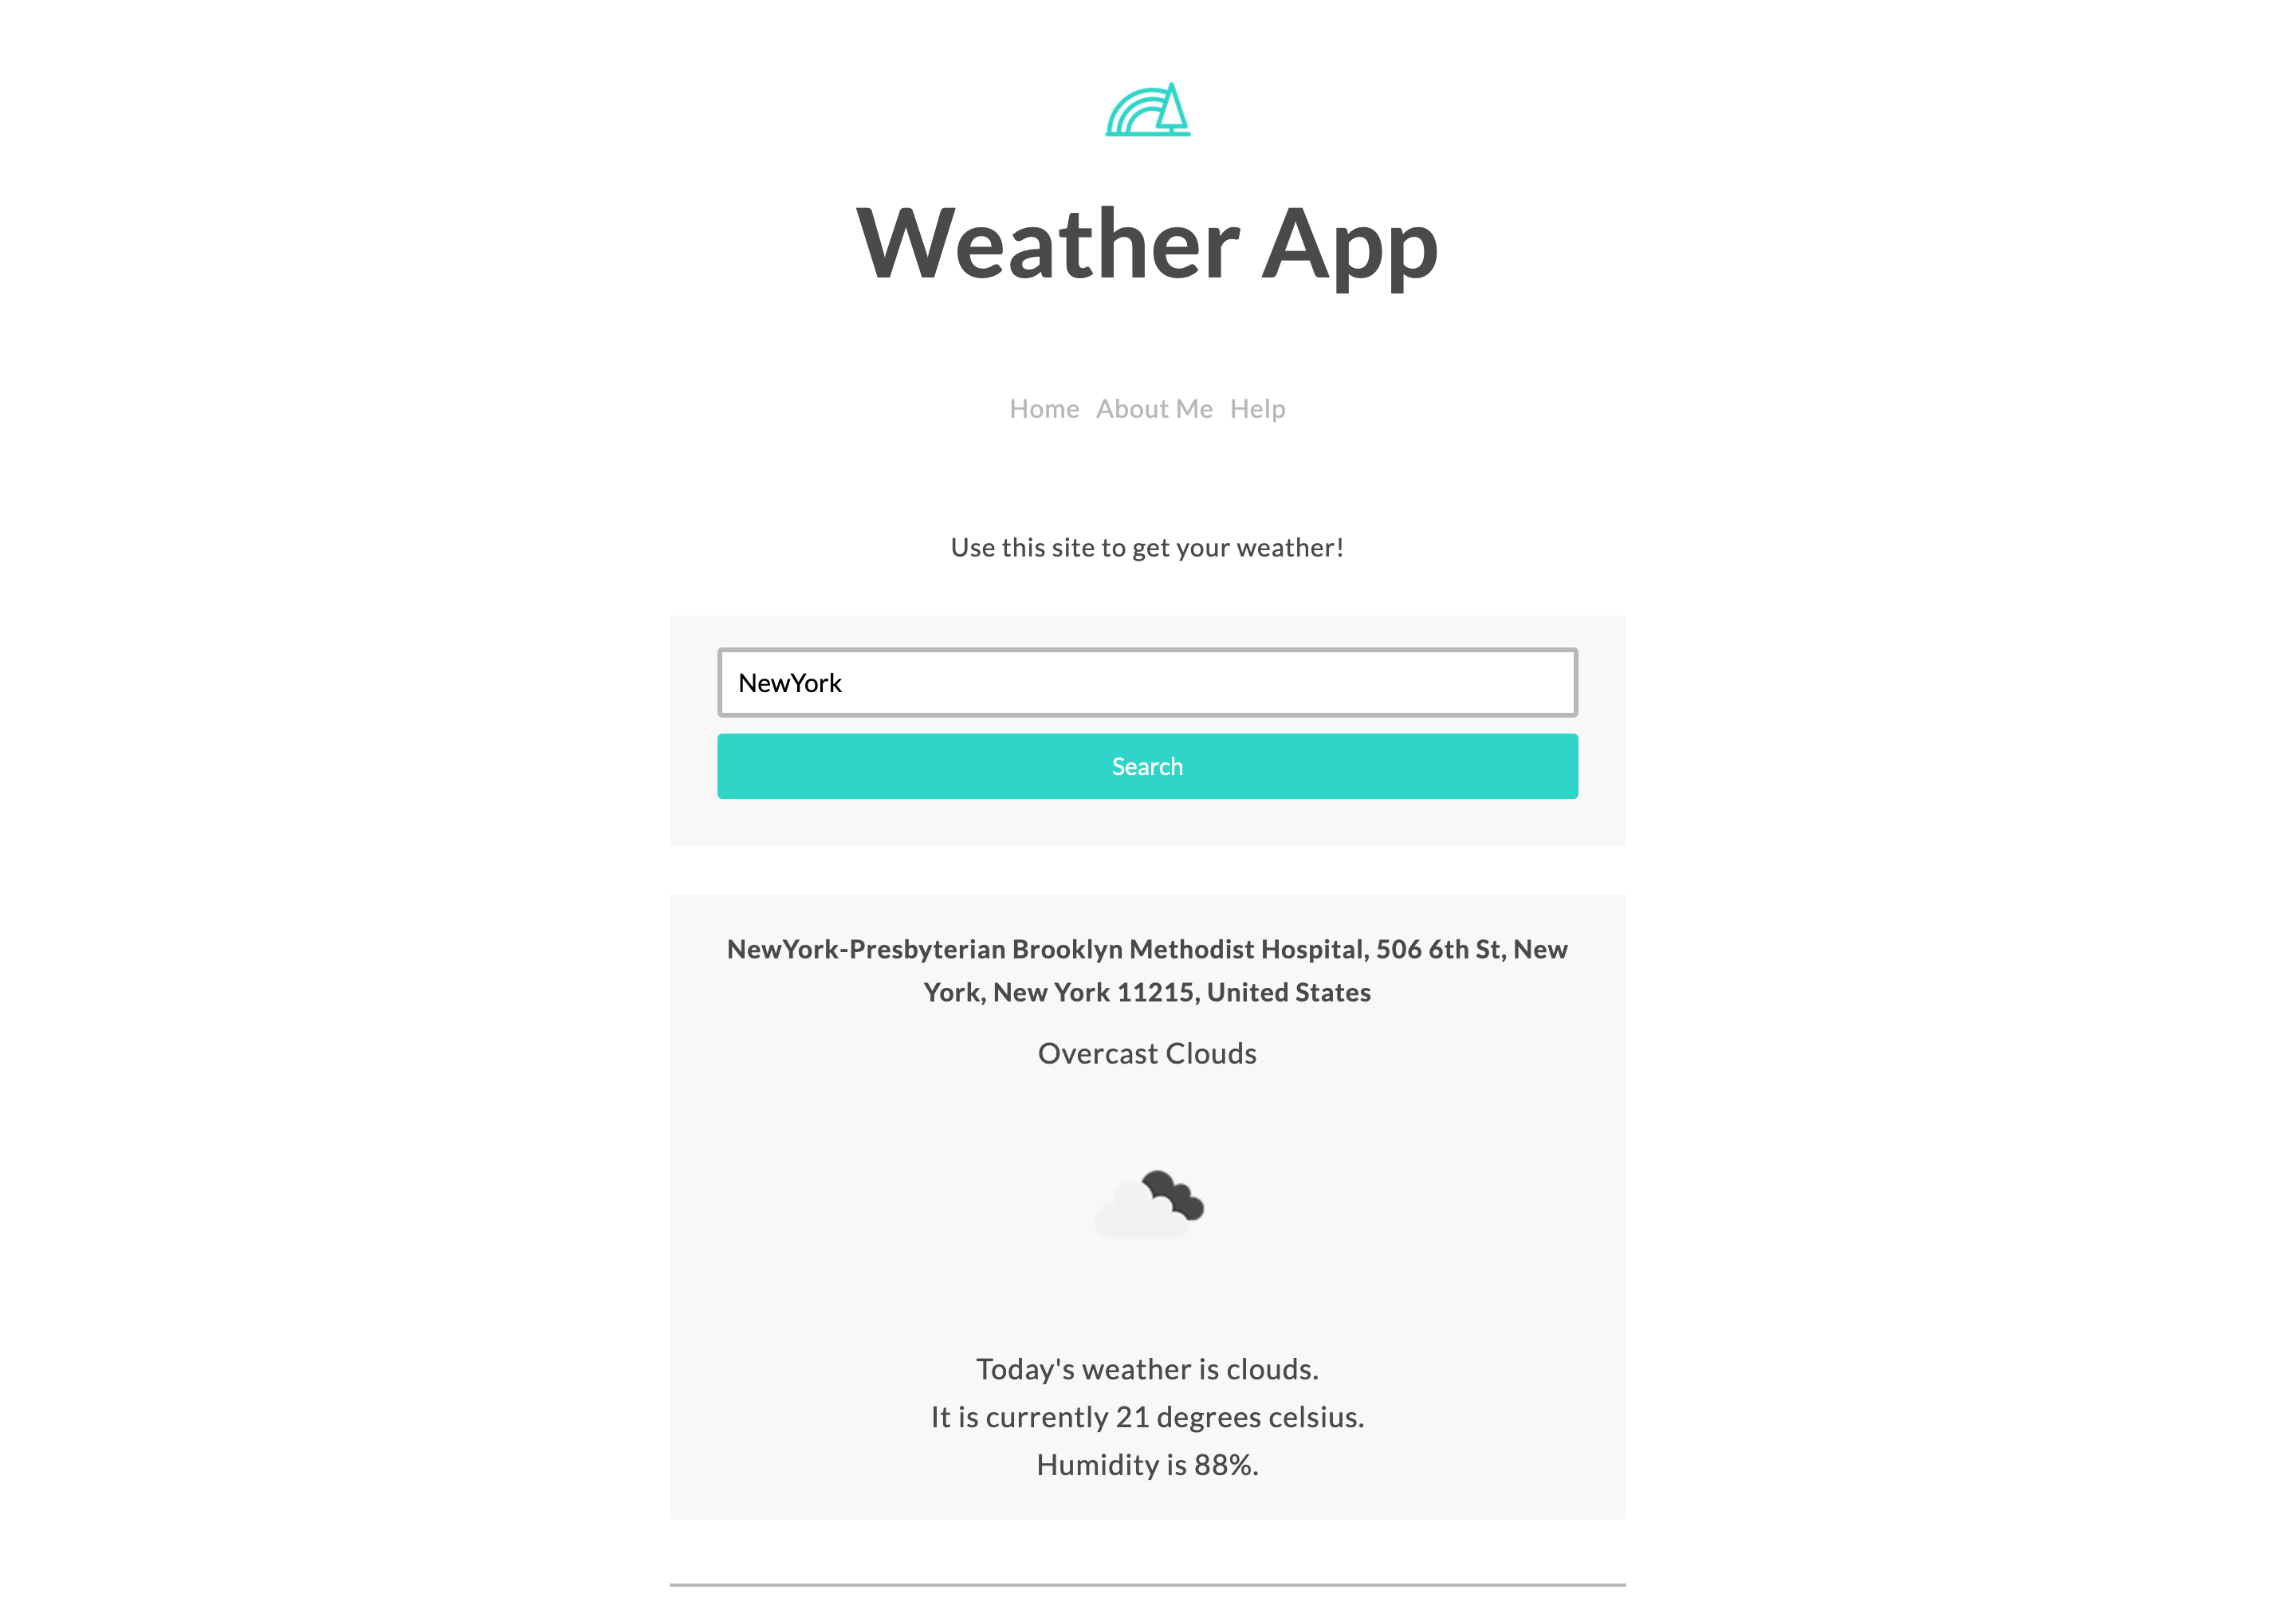 Weather App
Home About Me Help
Use this site to get your weather!
NewYork
Search
NewYork-Presbyterian Brooklyn Methodist Hospital, 506 6th St, New
York, New York 11215, United States
Overcast Clouds
Today's weather is clouds.
It is currently 21 degrees celsius.
Humidity is 88%.